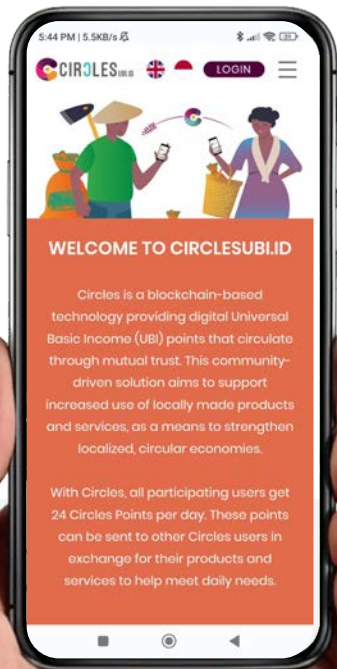 5:44 PM | 5.5KB/s
CIRCLES UBI.ID
LOGIN
WELCOME TO CIRCLESUBI.ID
Circles is a blockchain-based
technology providing digital Universal
Basic Income (UBI) points that circulate
through mutual trust. This community-
driven solution aims to support
increased use of locally made products
and services, as a means to strengthen
localized, circular economies.
With Circles, all participating users get
24 Circles Points per day. These points
can be sent to other Circles users in
exchange for their products and
services to help meet daily needs.